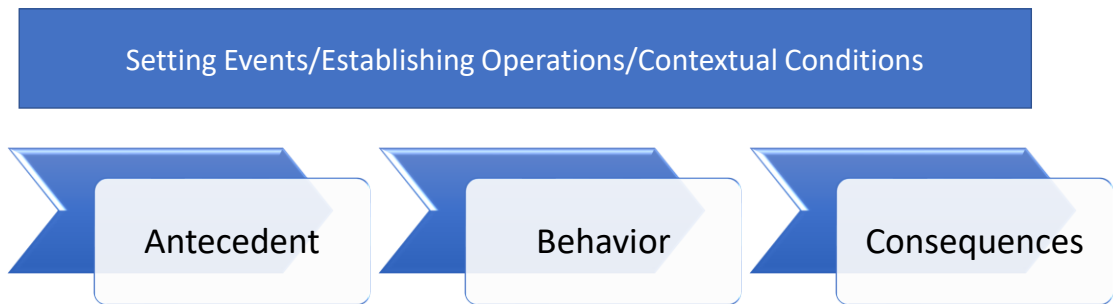 Setting Events/Establishing Operations/Contextual Conditions
Antecedent
Behavior
Consequences